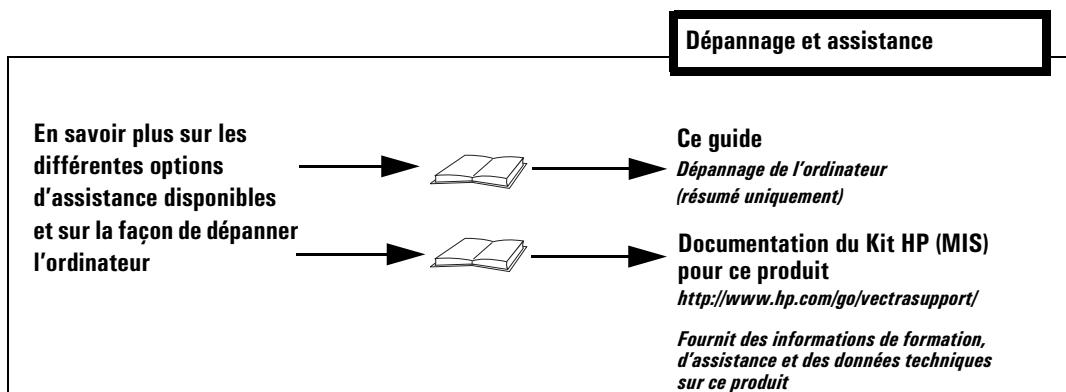 Dépannage et assistance
En savoir plus sur les
différentes options
d'assistance disponibles
et sur la façon de dépanner
l'ordinateur
Ce guide
Dépannage de l'ordinateur
(résumé uniquement)
Documentation du Kit HP (MIS)
pour ce produit
http://www.hp.com/go/vectrasupport/
Fournit des informations de formation,
d'assistance et des données techniques
sur ce produit